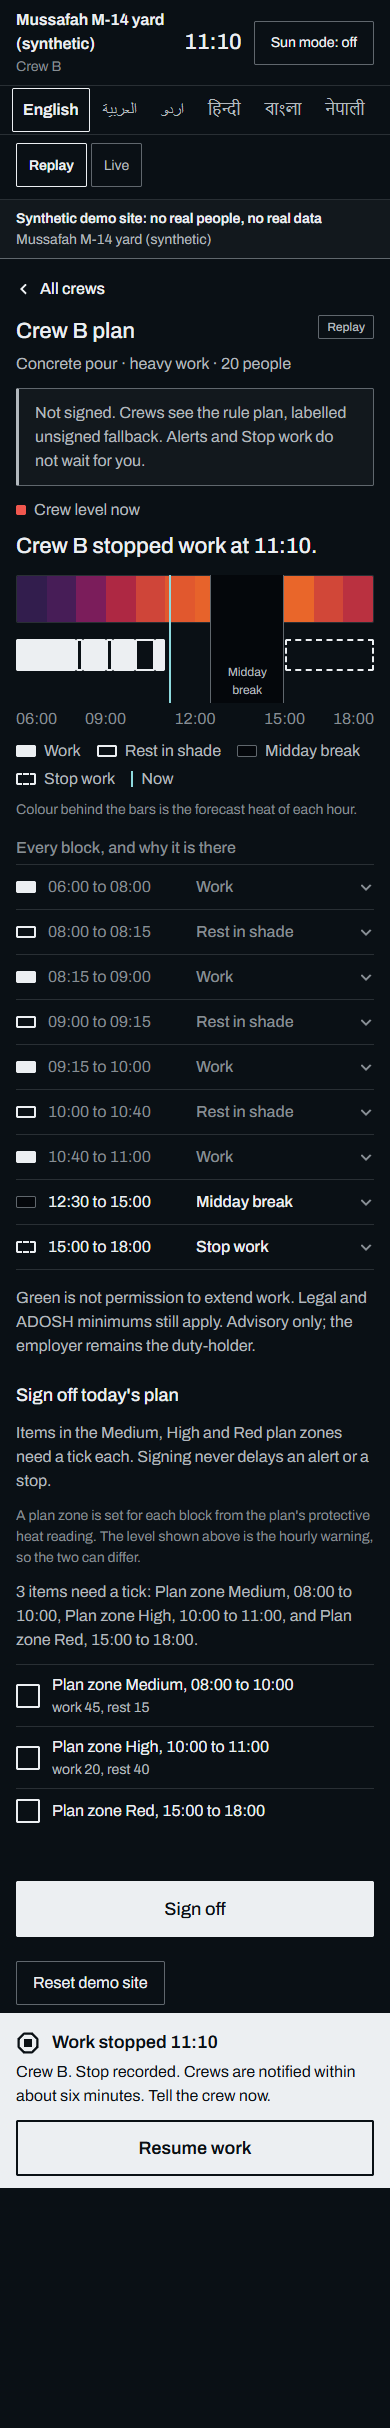 Mussafah M-14 yard
(synthetic)
Crew B
11:10
Sun mode: off
English
العربية
اردو
हिन्दी
বাংলা
नेपाली
Replay
Live
Synthetic demo site: no real people, no real data
Mussafah M-14 yard (synthetic)
All crews
Crew B plan
Replay
Concrete pour · heavy work · 20 people
Not signed. Crews see the rule plan, labelled
unsigned fallback. Alerts and Stop work do
not wait for you.
Crew level now
Crew B stopped work at 11:10.
Midday
break
06:00
09:00
12:00
15:00
18:00
Work
Rest in shade
Midday break
Stop work
Now
Colour behind the bars is the forecast heat of each hour.
Every block, and why it is there
06:00 to 08:00 Work
08:00 to 08:15 Rest in shade
08:15 to 09:00 Work
09:00 to 09:15 Rest in shade
09:15 to 10:00 Work
10:00 to 10:40 Rest in shade
10:40 to 11:00 Work
12:30 to 15:00 Midday break
15:00 to 18:00 Stop work
Green is not permission to extend work. Legal and
ADOSH minimums still apply. Advisory only; the
employer remains the duty-holder.
Sign off today's plan
Items in the Medium, High and Red plan zones
need a tick each. Signing never delays an alert or a
stop.
A plan zone is set for each block from the plan's protective
heat reading. The level shown above is the hourly warning,
so the two can differ.
3 items need a tick: Plan zone Medium, 08:00 to
10:00, Plan zone High, 10:00 to 11:00, and Plan
zone Red, 15:00 to 18:00.
Plan zone Medium, 08:00 to 10:00
work 45, rest 15
Plan zone High, 10:00 to 11:00
work 20, rest 40
Plan zone Red, 15:00 to 18:00
Sign off
Reset demo site
Work stopped 11:10
Crew B. Stop recorded. Crews are notified within
about six minutes. Tell the crew now.
Resume work